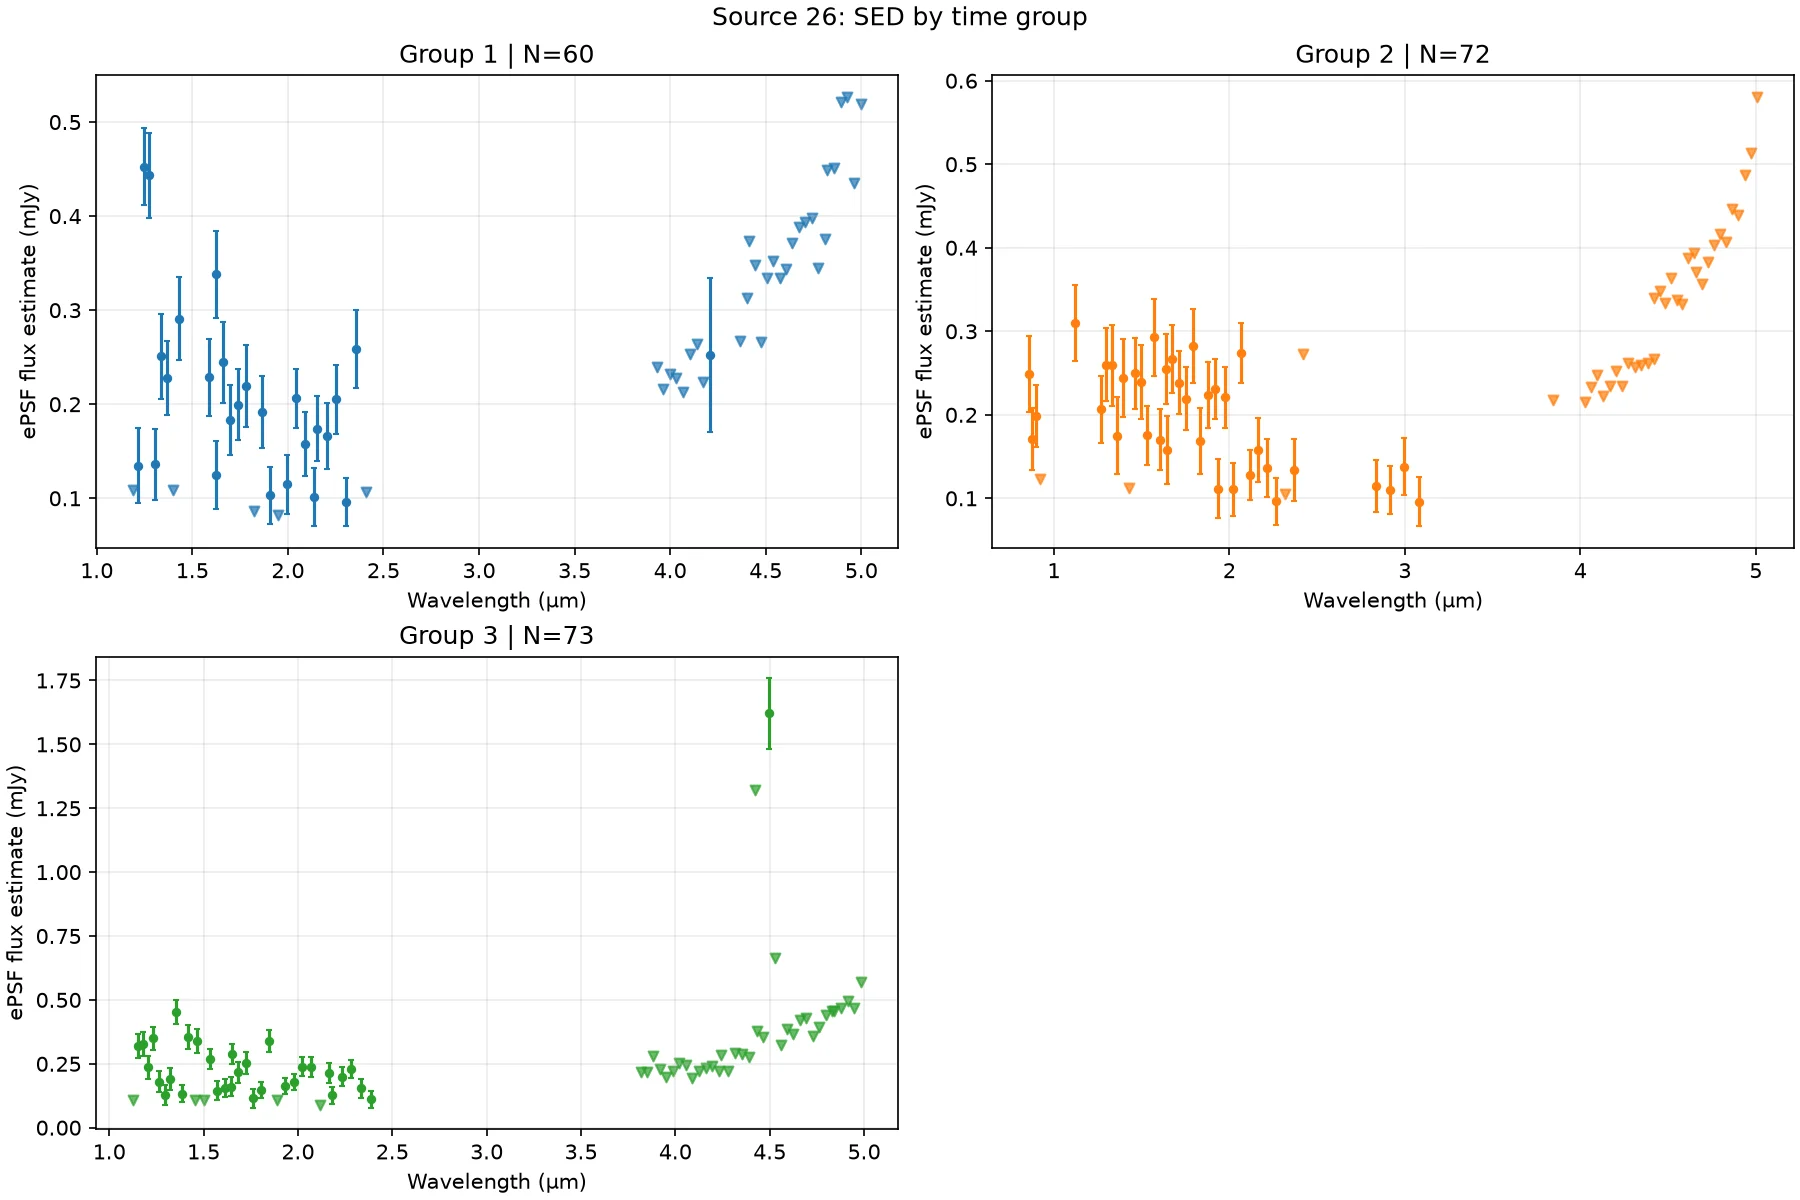 Source 26: SED by time group
Group 1 | N=60
ePSF flux estimate (mJy)
0.5
0.4
0.3
0.2
0.1
1.0 1.5 2.0 2.5 3.0 3.5 4.0 4.5 5.0
Wavelength (μm)
Group 2 | N=72
ePSF flux estimate (mJy)
0.6
0.5
0.4
0.3
0.2
0.1
1 2 3 4 5
Wavelength (μm)
Group 3 | N=73
ePSF flux estimate (mJy)
1.75
1.50
1.25
1.00
0.75
0.50
0.25
0.00
1.0 1.5 2.0 2.5 3.0 3.5 4.0 4.5 5.0
Wavelength (μm)